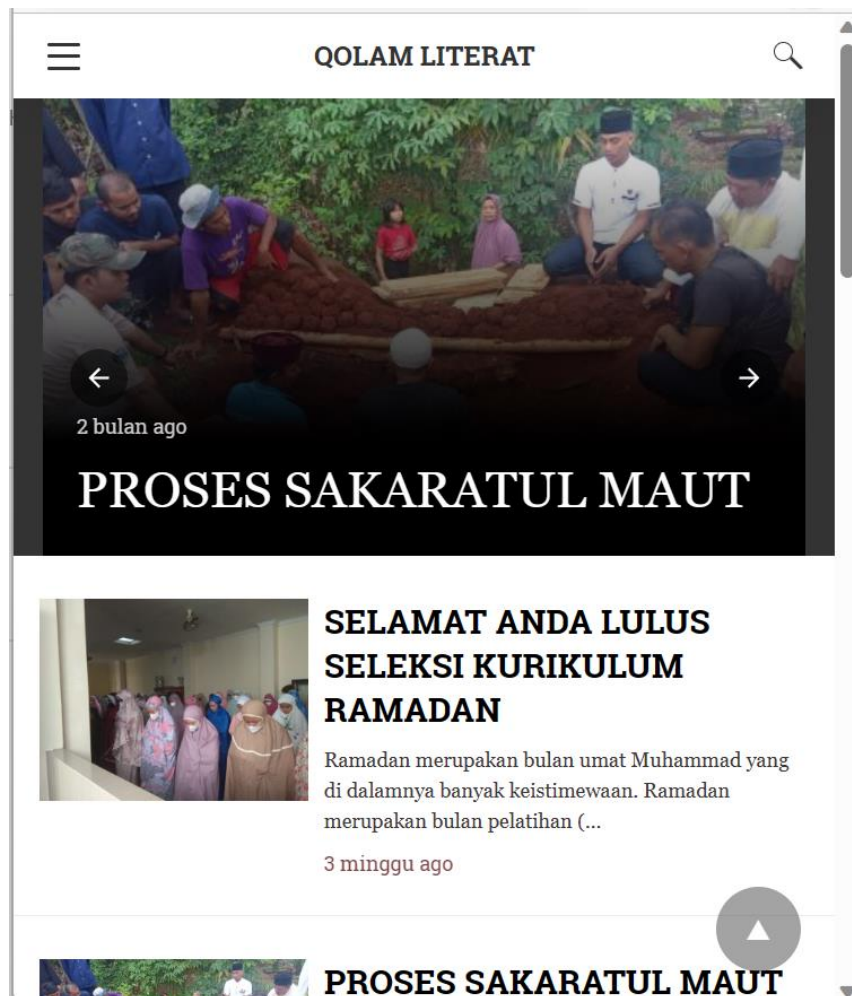 QOLAM LITERAT
2 bulan ago
PROSES SAKARATUL MAUT
SELAMAT ANDA LULUS
SELEKSI KURIKULUM
RAMADAN
Ramadan merupakan bulan umat Muhammad yang
di dalamnya banyak keistimewaan. Ramadan
merupakan bulan pelatihan (...
3 minggu ago
PROSES SAKARATUL MAUT